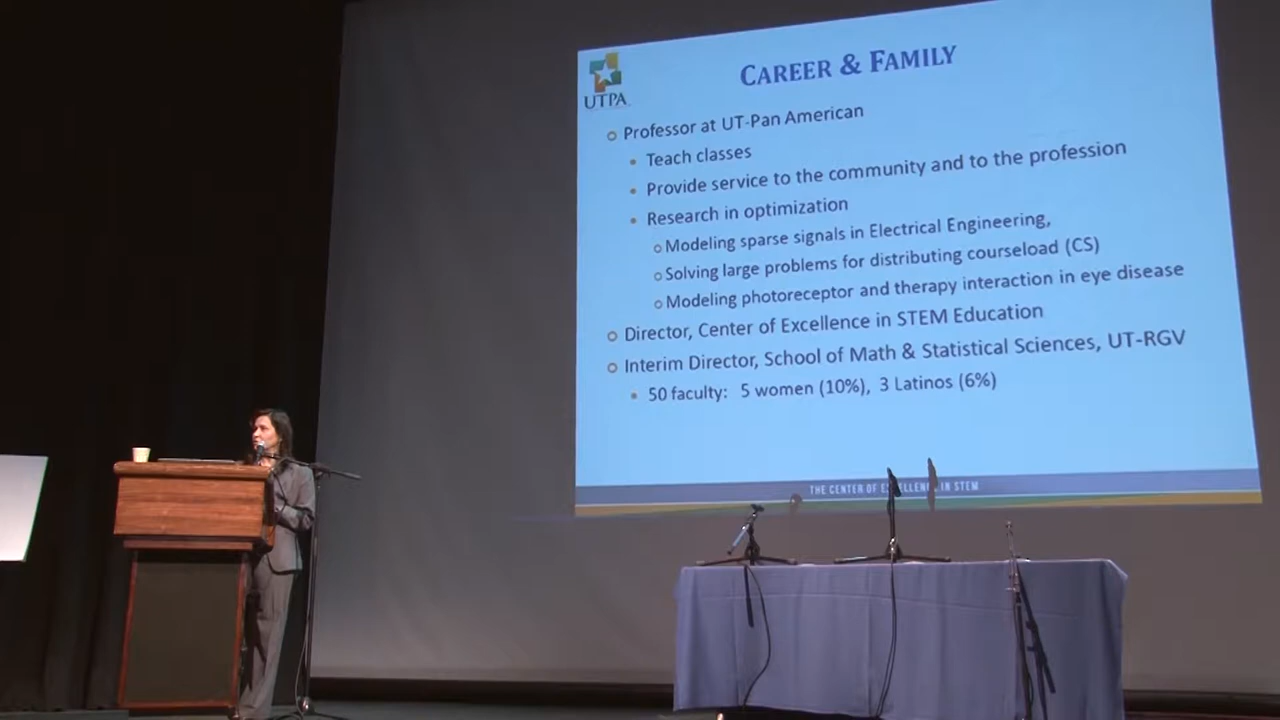 UTPA
CAREER & FAMILY
Professor at UT-Pan American
Teach classes
Provide service to the community and to the profession
Research in optimization
Modeling sparse signals in Electrical Engineering,
Solving large problems for distributing courseload (CS)
Modeling photoreceptor and therapy interaction in eye disease
Director, Center of Excellence in STEM Education
Interim Director, School of Math & Statistical Sciences, UT-RGV
50 faculty: 5 women (10%), 3 Latinos (6%)
THE CENTER OF EXCELLENCE IN STEM